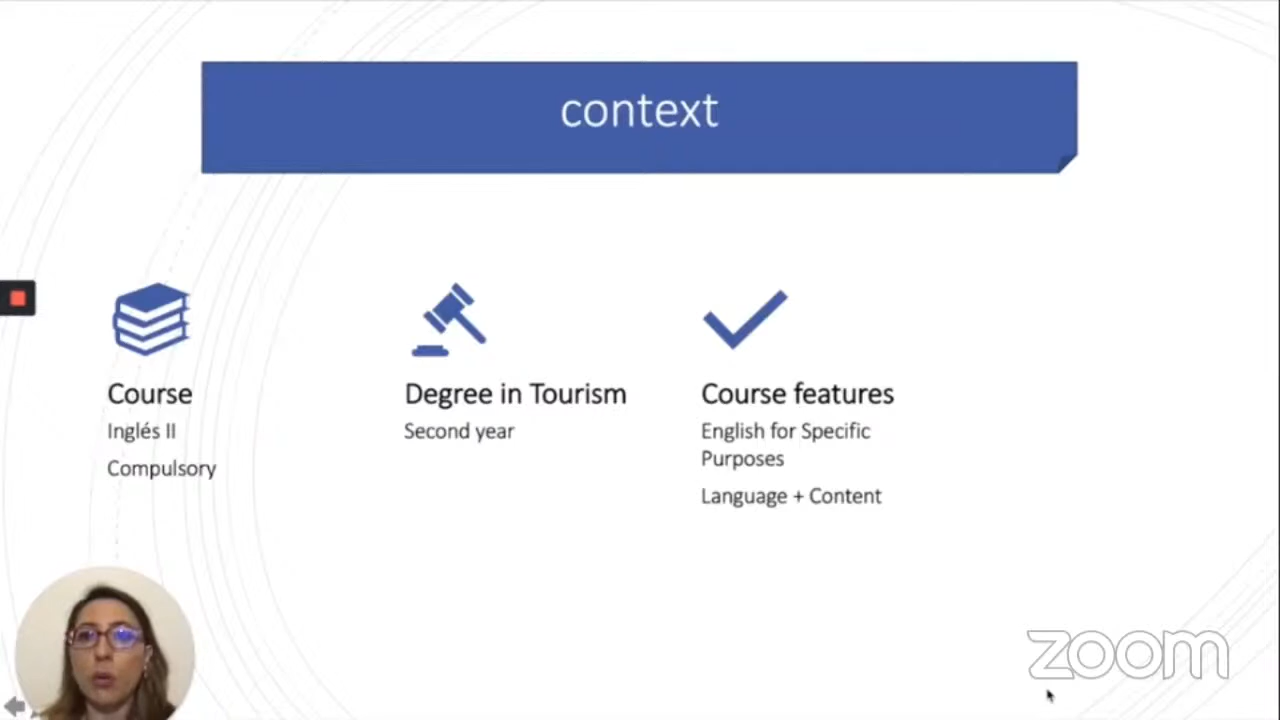 context
Course
Inglés II
Compulsory
Degree in Tourism
Second year
Course features
English for Specific
Purposes
Language + Content
zoom